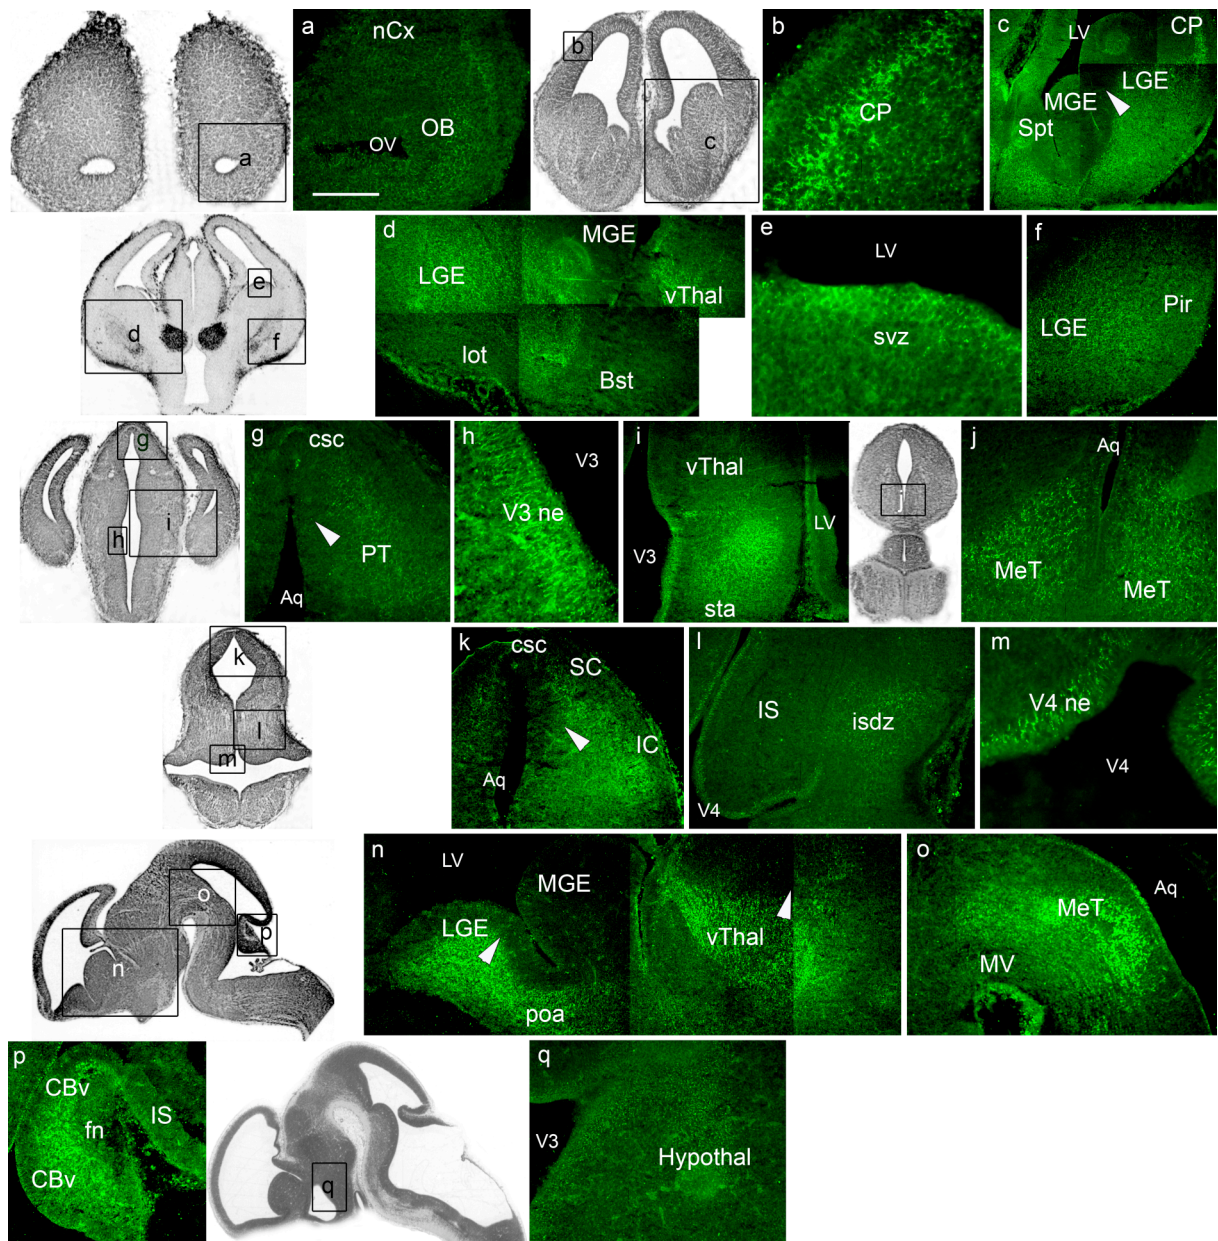 a
a
nCx
OB
OV
b
c
b
CP
c
LV
CP
LGE
MGE
Spt
d
e
f
d
MGE
LGE
vThal
lot
Bst
e
LV
svz
f
Pir
LGE
g
h
i
g
csc
PT
Aq
h
V3
V3 ne
i
vThal
LV
V3
sta
j
j
Aq
MeT
MeT
k
l
m
k
csc
SC
IC
Aq
l
IS
isdz
V4
m
V4 ne
V4
n
o
p
n
LV
MGE
LGE
vThal
poa
o
Aq
MeT
MV
p
CBv
IS
fn
CBv
q
q
V3
Hypothal